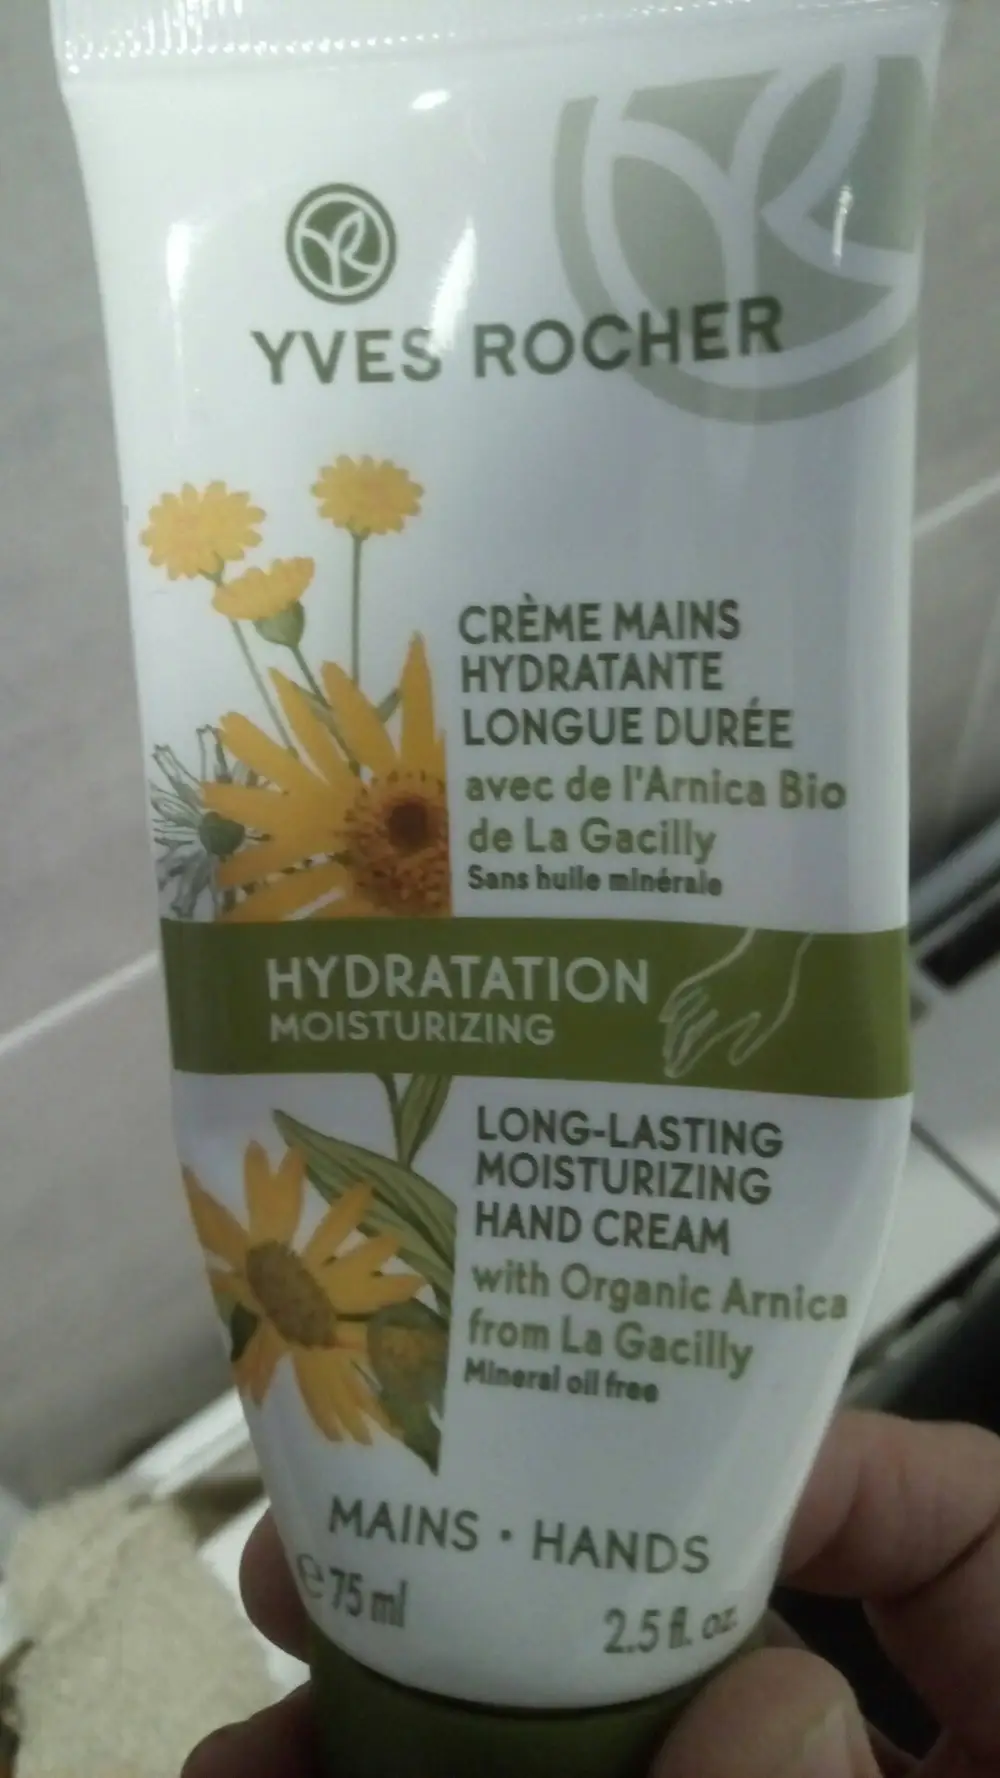 YVES ROCHER
CRÈME MAINS
HYDRATANTE
LONGUE DURÉE
avec de l'Arnica Bio
de La Gacilly
Sans huile minérale
HYDRATATION
MOISTURIZING
LONG-LASTING
MOISTURIZING
HAND CREAM
with Organic Arnica
from La Gacilly
Mineral oil free
MAINS • HANDS
e 75 ml
2.5 fl. oz.